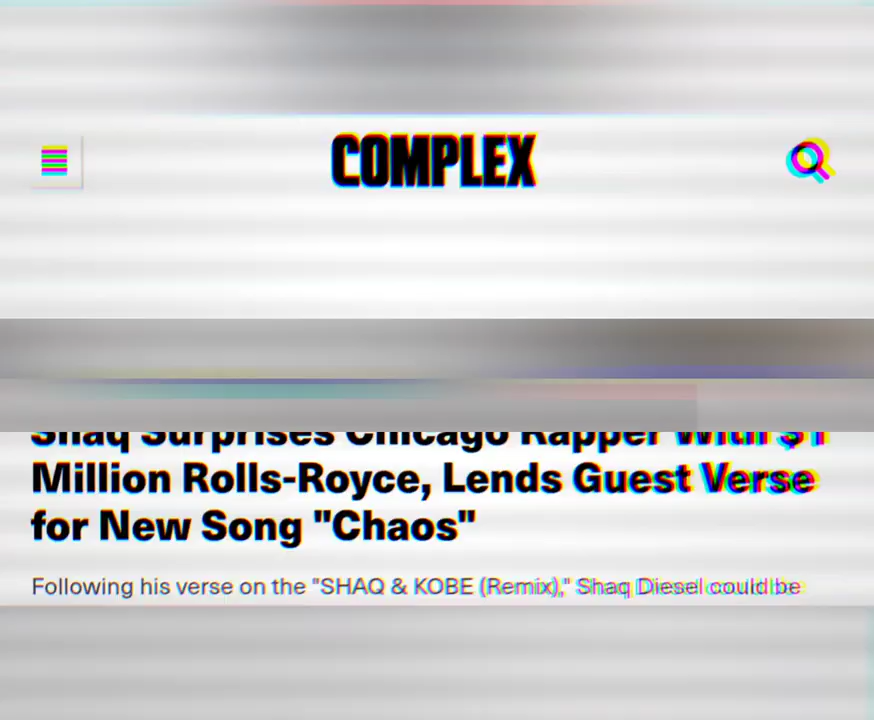 COMPLEX
Shaq Surprises Chicago Rapper With $1
Million Rolls-Royce, Lends Guest Verse
for New Song "Chaos"
Following his verse on the "SHAQ & KOBE (Remix)," Shaq Diesel could be